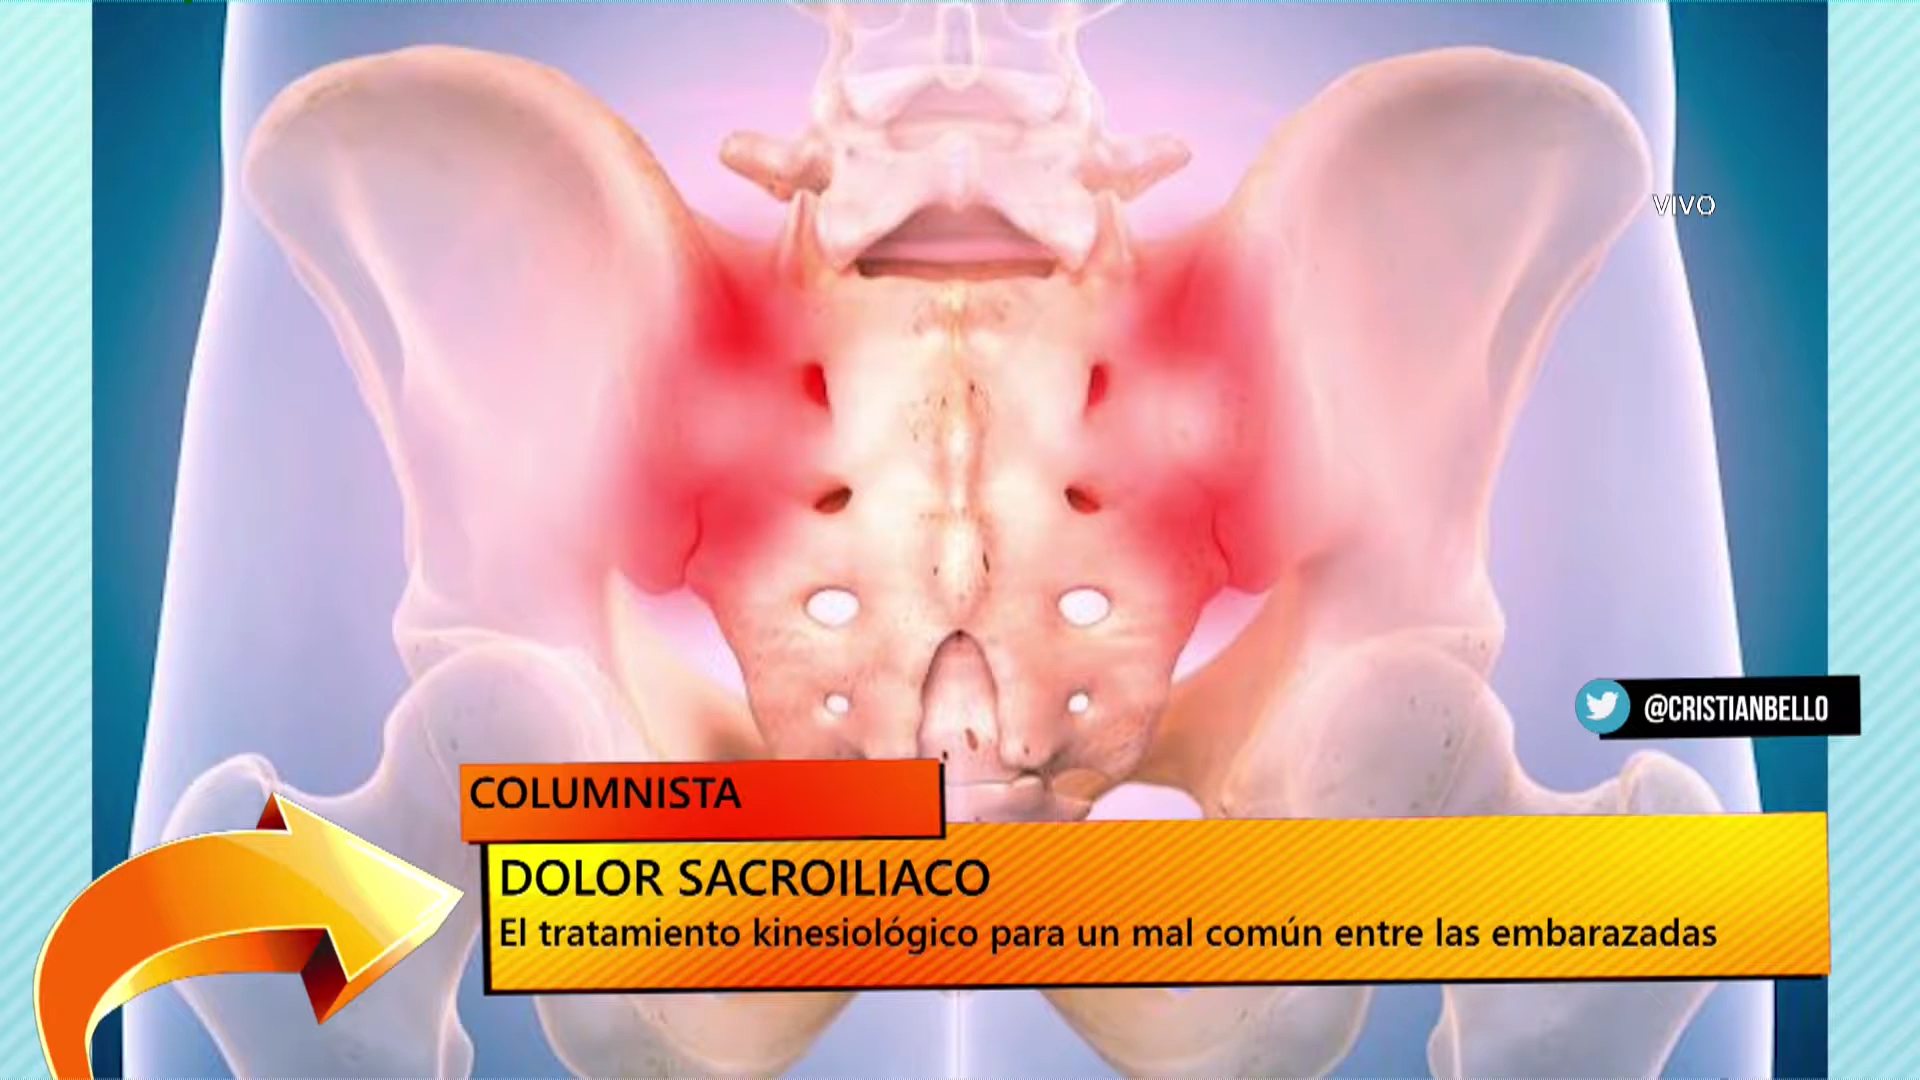 VIVO
@CRISTIANBELLO
COLUMNISTA
DOLOR SACROILIACO
El tratamiento kinesiológico para un mal común entre las embarazadas